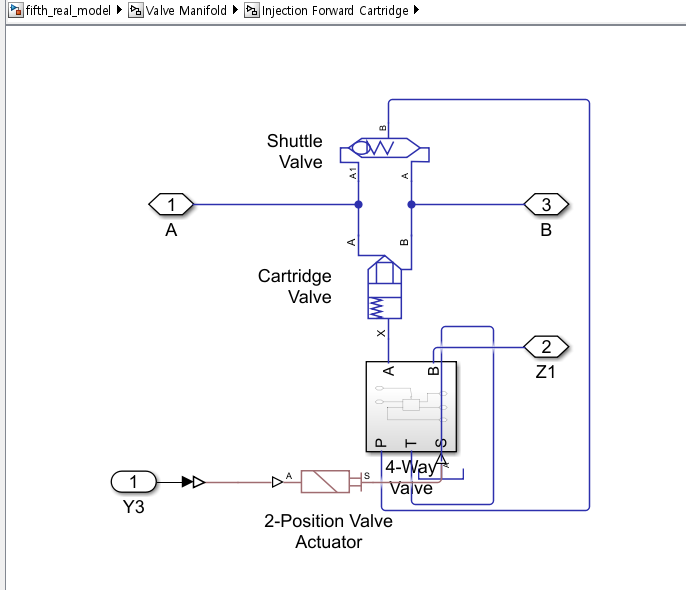 fifth_real_model Valve Manifold Injection Forward Cartridge
B
Shuttle
Valve
A1 A
1 3
A B
A B
Cartridge
Valve
X
A B
2
Z1
P T S
4-Way
Valve
A
1 A S
Y3
2-Position Valve
Actuator